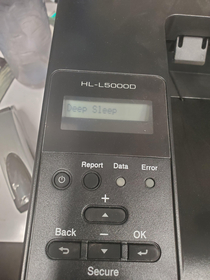 HL-L5000D
Deep Sleep
Report Data Error
+
Back − OK
Secure